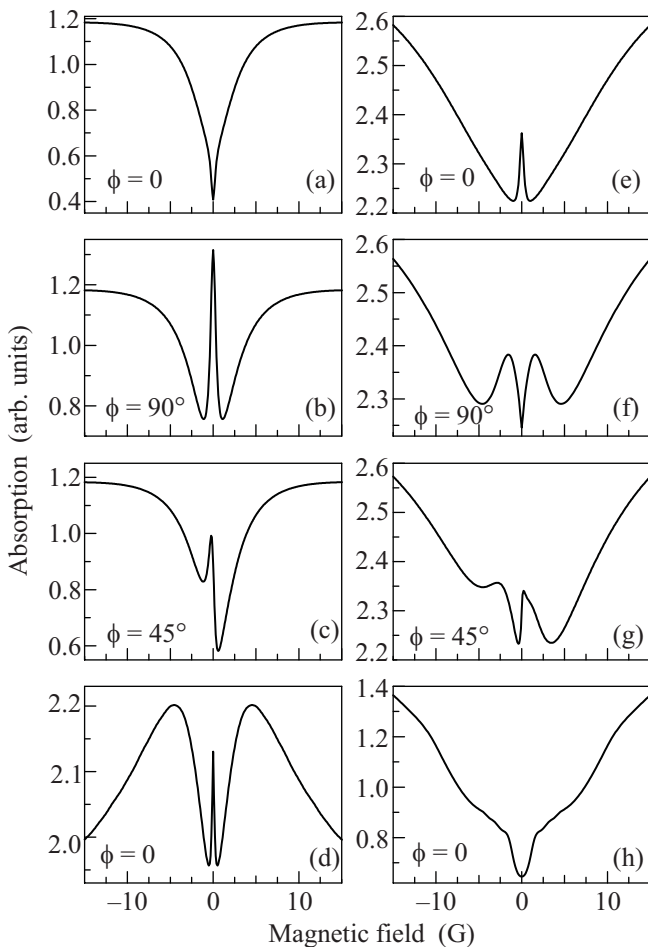 Absorption (arb. units)
1.2
1.0
0.8
0.6
0.4
ϕ = 0
(a)
2.6
2.5
2.4
2.3
2.2
ϕ = 0
(e)
1.2
1.0
0.8
ϕ = 90°
(b)
2.6
2.5
2.4
2.3
ϕ = 90°
(f)
1.2
1.0
0.8
0.6
ϕ = 45°
(c)
2.6
2.5
2.4
2.3
2.2
ϕ = 45°
(g)
2.2
2.1
2.0
ϕ = 0
(d)
1.4
1.2
1.0
0.8
ϕ = 0
(h)
−10 0 10 −10 0 10
Magnetic field (G) Magnetic field (G)